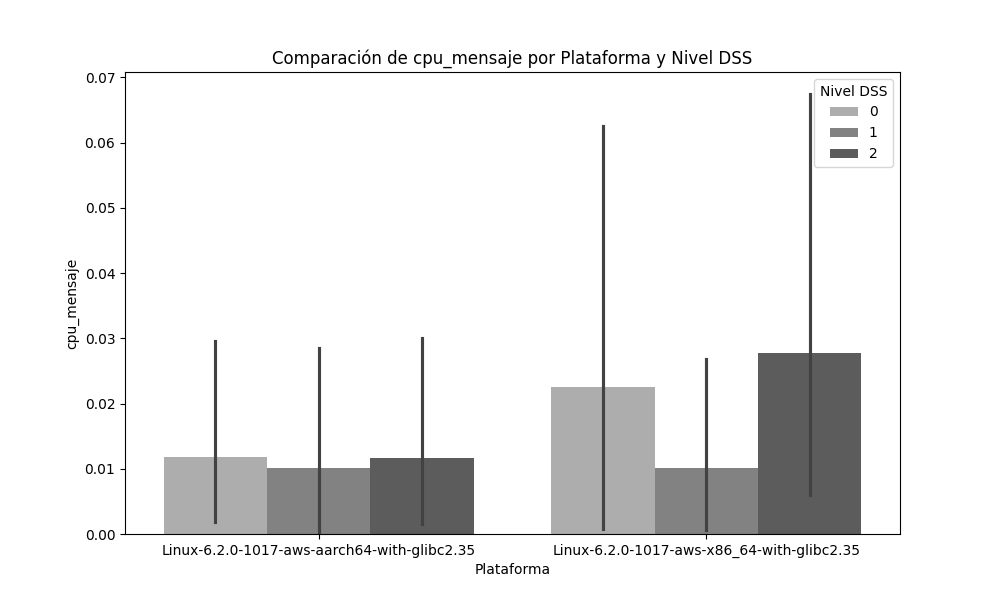 Comparación de cpu_mensaje por Plataforma y Nivel DSS
cpu_mensaje
0.07
0.06
0.05
0.04
0.03
0.02
0.01
0.00
Nivel DSS
0
1
2
Linux-6.2.0-1017-aws-aarch64-with-glibc2.35
Linux-6.2.0-1017-aws-x86_64-with-glibc2.35
Plataforma